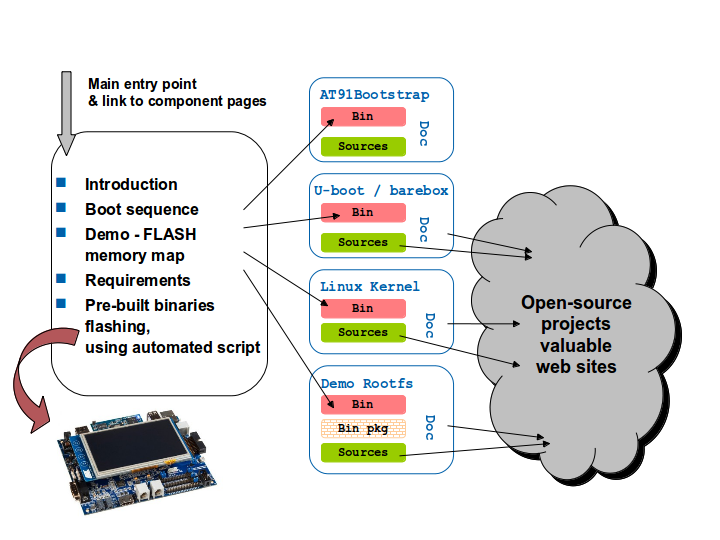 Main entry point
& link to component pages
Introduction
Boot sequence
Demo - FLASH
memory map
Requirements
Pre-built binaries
flashing,
using automated script
AT91Bootstrap
Bin
Sources
Doc
U-boot / barebox
Bin
Sources
Doc
Linux Kernel
Bin
Sources
Doc
Demo Rootfs
Bin
Bin pkg
Sources
Doc
Open-source
projects
valuable
web sites